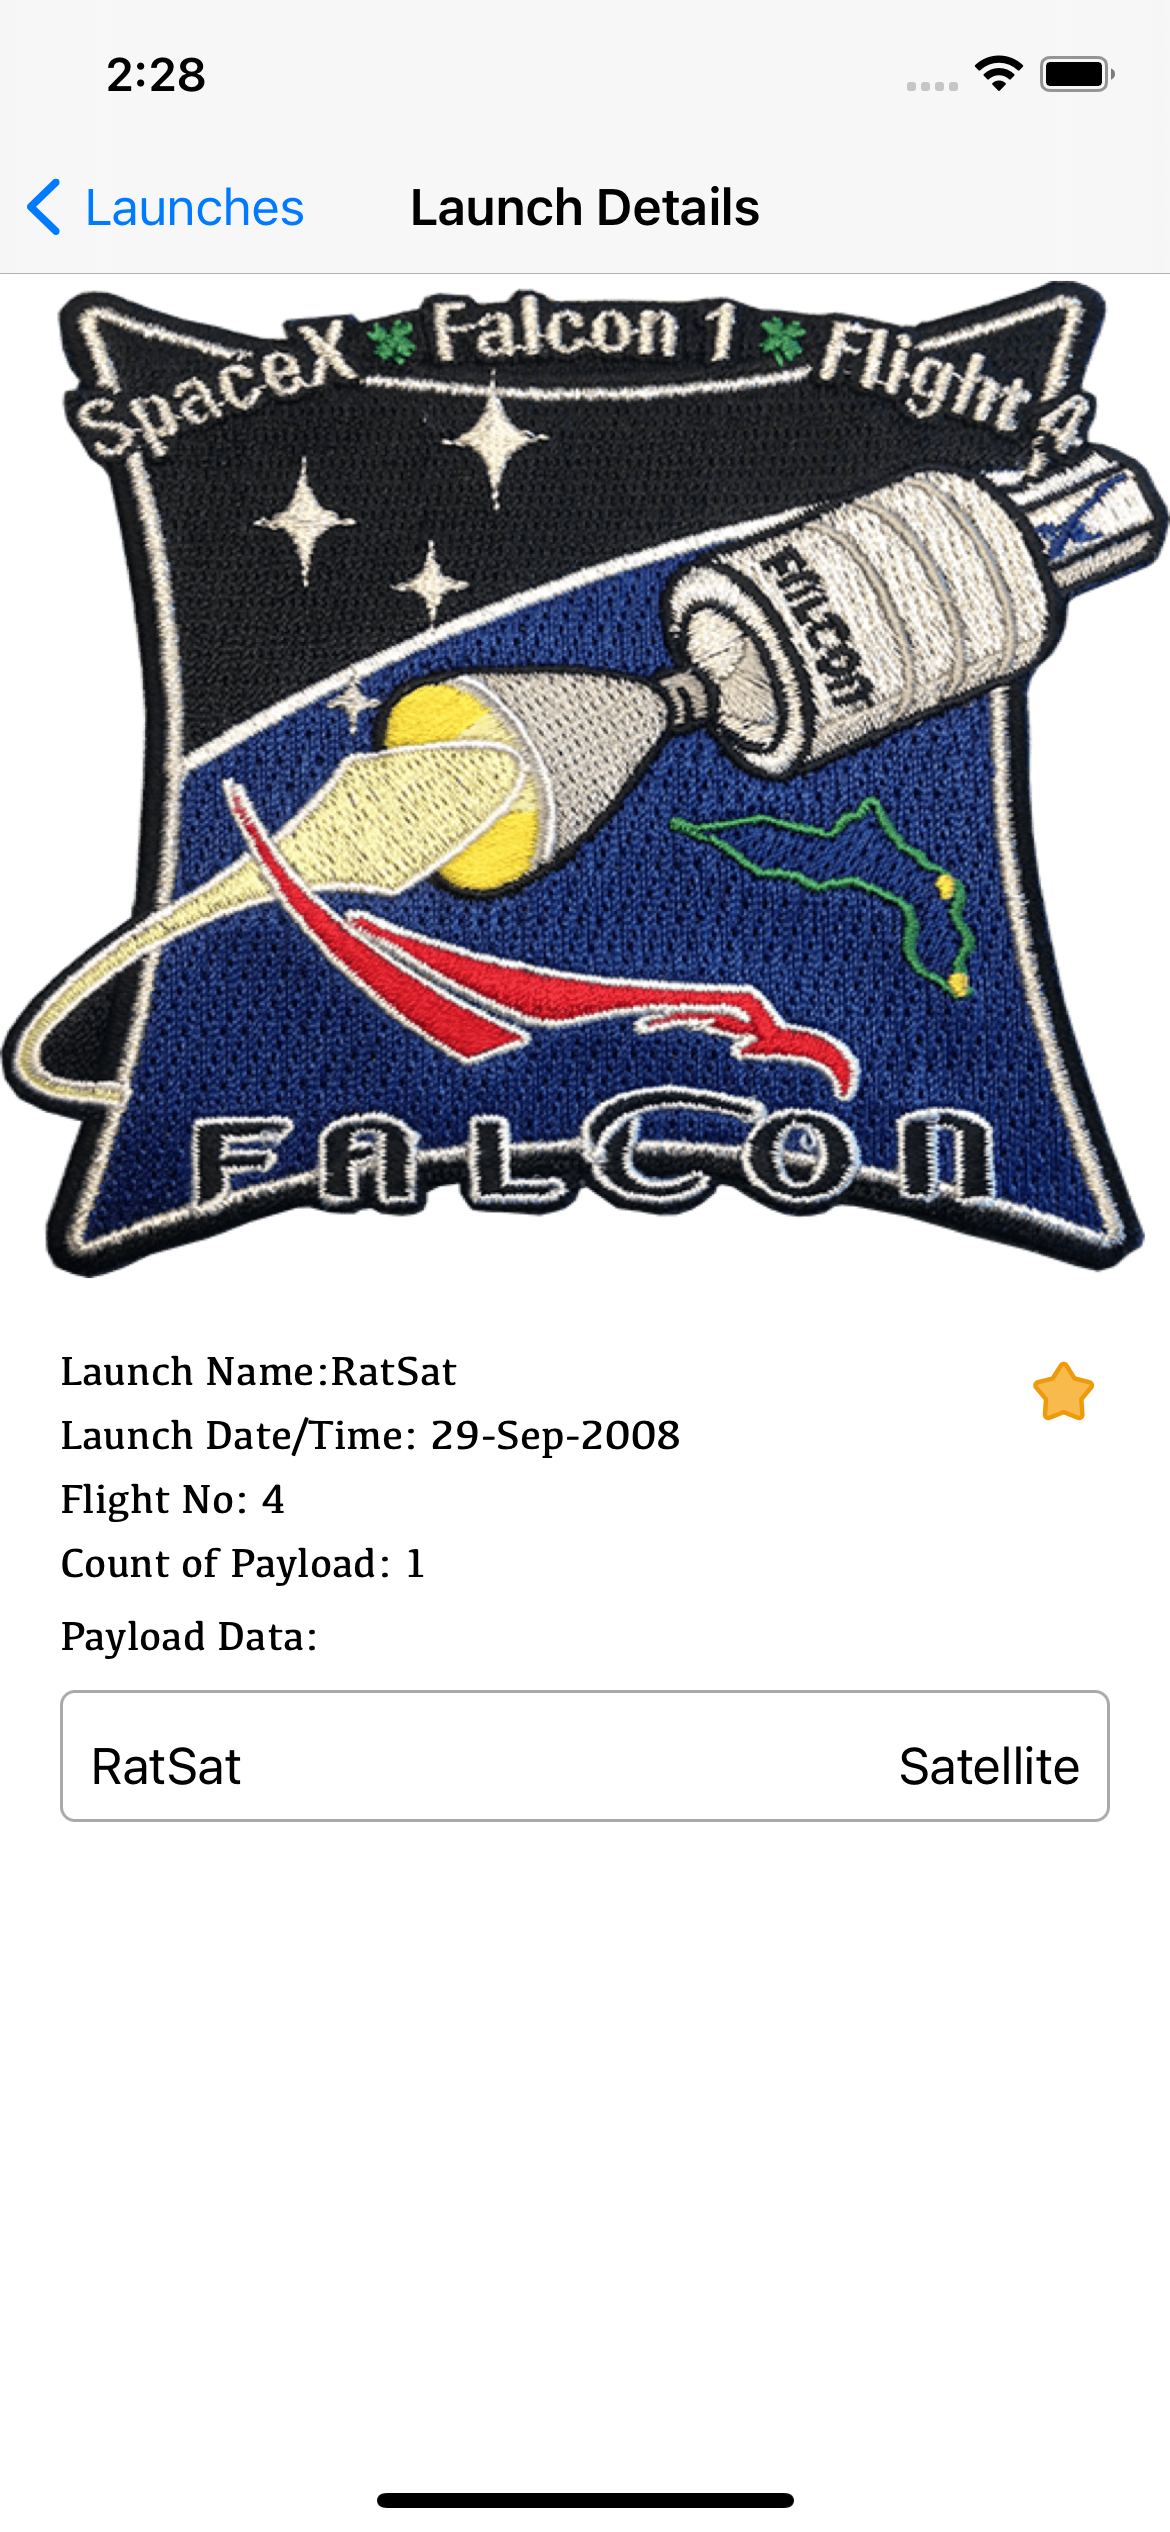 2:28
Launches
Launch Details
SpaceX Falcon 1 Flight 4
FALCON
FALCON
Launch Name:RatSat
Launch Date/Time: 29-Sep-2008
Flight No: 4
Count of Payload: 1
Payload Data:
RatSat Satellite